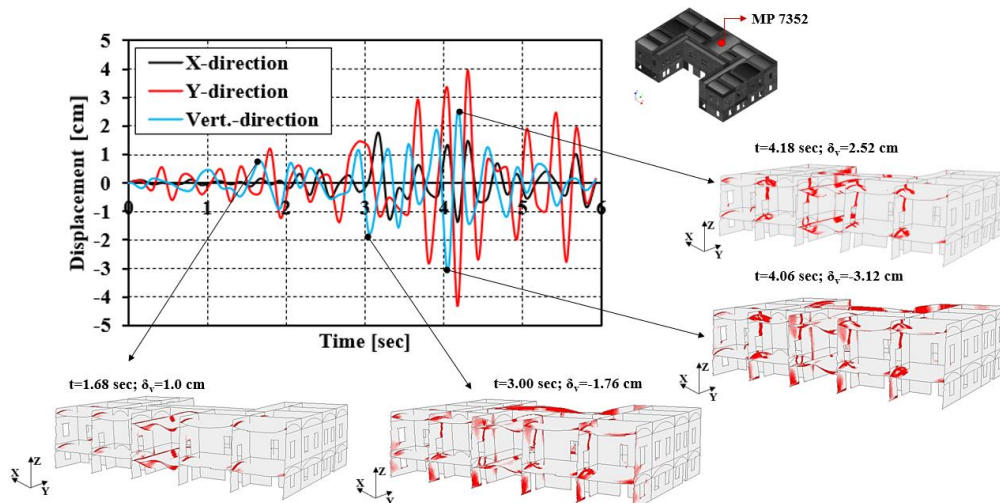 MP 7352
5
4
3
2
1
0
-1
-2
-3
-4
-5
Displacement [cm]
X-direction
Y-direction
Vert.-direction
0 1 2 3 4 5 6
Time [sec]
t=4.18 sec; δv=2.52 cm
X Z Y
t=4.06 sec; δv=-3.12 cm
X Z Y
t=1.68 sec; δv=1.0 cm
X Z Y
t=3.00 sec; δv=-1.76 cm
X Z Y